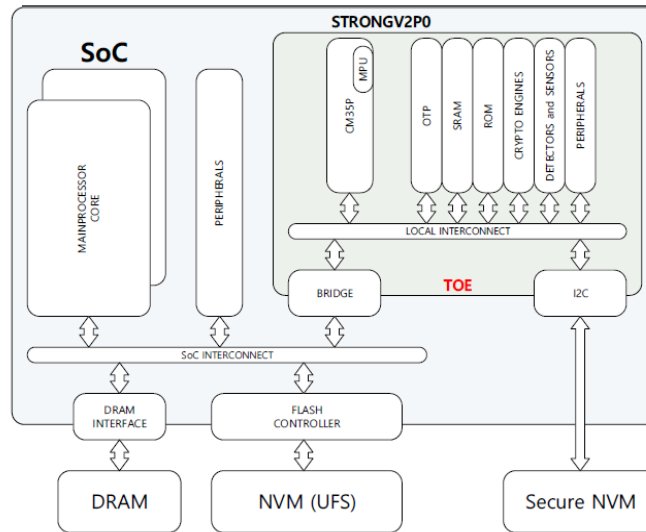 STRONGV2P0
SoC
MAINPROCESSOR
CORE
PERIPHERALS
CM35P
MPU
OTP
SRAM
ROM
CRYPTO ENGINES
DETECTORS and SENSORS
PERIPHERALS
LOCAL INTERCONNECT
BRIDGE
TOE
I2C
SoC INTERCONNECT
DRAM
INTERFACE
FLASH
CONTROLLER
DRAM
NVM (UFS)
Secure NVM